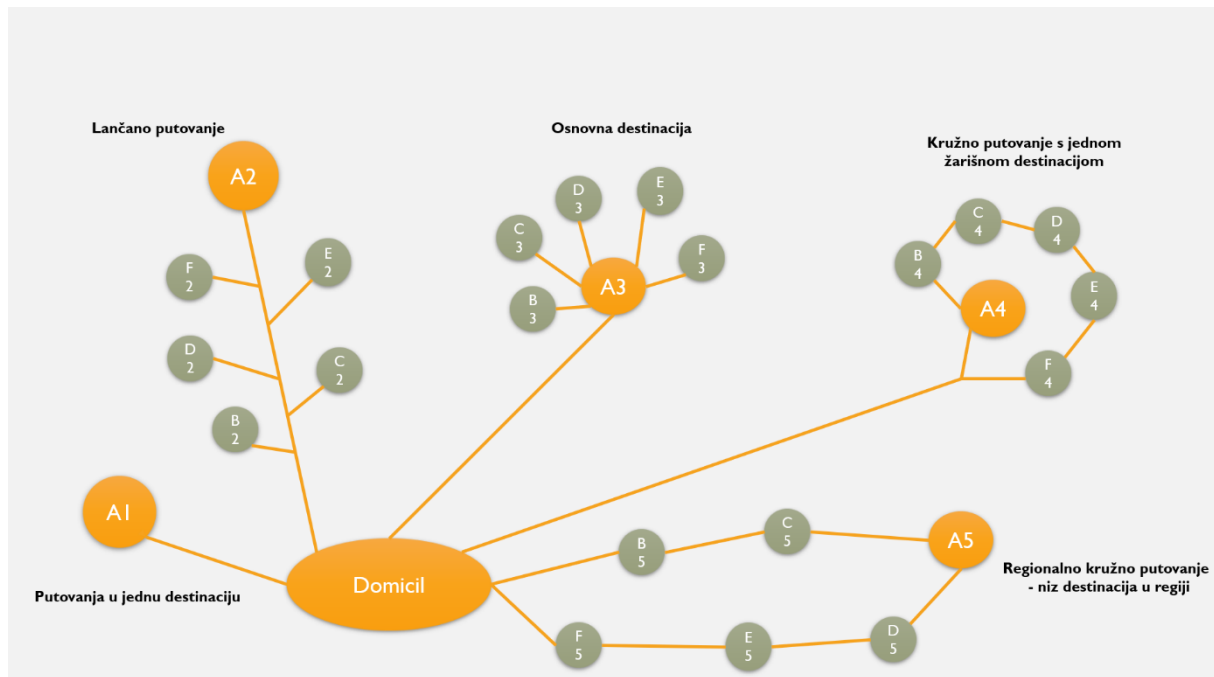 Lančano putovanje
A2
F
2
E
2
D
2
C
2
B
2
Osnovna destinacija
D
3
E
3
C
3
F
3
A3
B
3
Kružno putovanje s jednom
žarišnom destinacijom
C
4
D
4
B
4
E
4
A4
F
4
A1
Putovanja u jednu destinaciju
Domicil
B
5
C
5
A5
F
5
E
5
D
5
Regionalno kružno putovanje
- niz destinacija u regiji